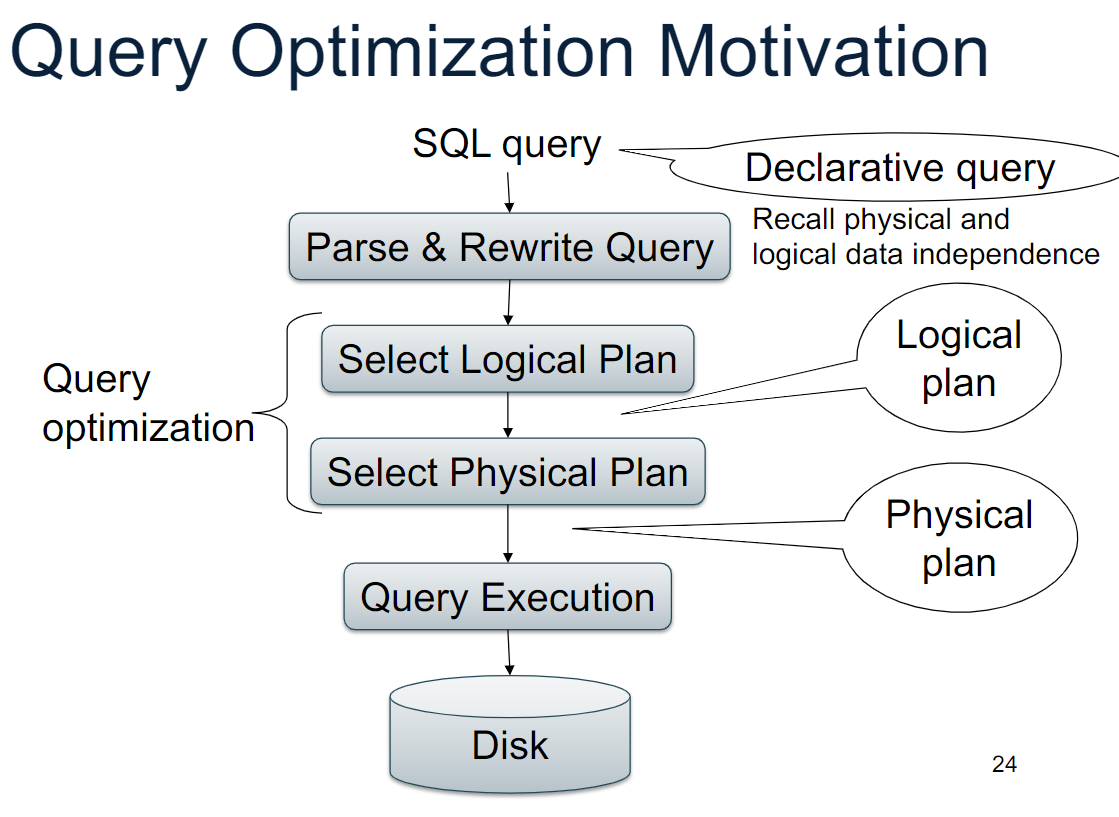 Query Optimization Motivation
SQL query
Declarative query
Recall physical and
logical data independence
Parse & Rewrite Query
Select Logical Plan
Logical
plan
Query
optimization
Select Physical Plan
Physical
plan
Query Execution
Disk
24